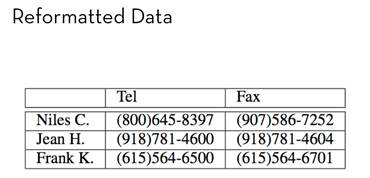 Reformatted Data
Tel Fax
Niles C. (800)645-8397 (907)586-7252
Jean H. (918)781-4600 (918)781-4604
Frank K. (615)564-6500 (615)564-6701